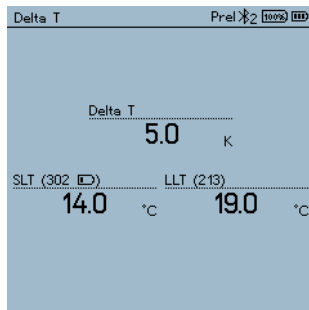 Delta T Prel 2 100%
Delta T
5.0 K
SLT (302) LLT (213)
14.0 °C 19.0 °C